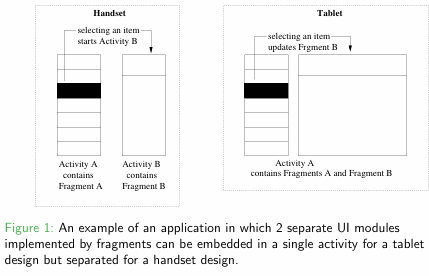 Handset
selecting an item
starts Activity B
Activity A
contains
Fragment A
Activity B
contains
Fragment B
Tablet
selecting an item
updates Frgment B
Activity A
contains Fragments A and Fragment B
Figure 1: An example of an application in which 2 separate UI modules
implemented by fragments can be embedded in a single activity for a tablet
design but separated for a handset design.